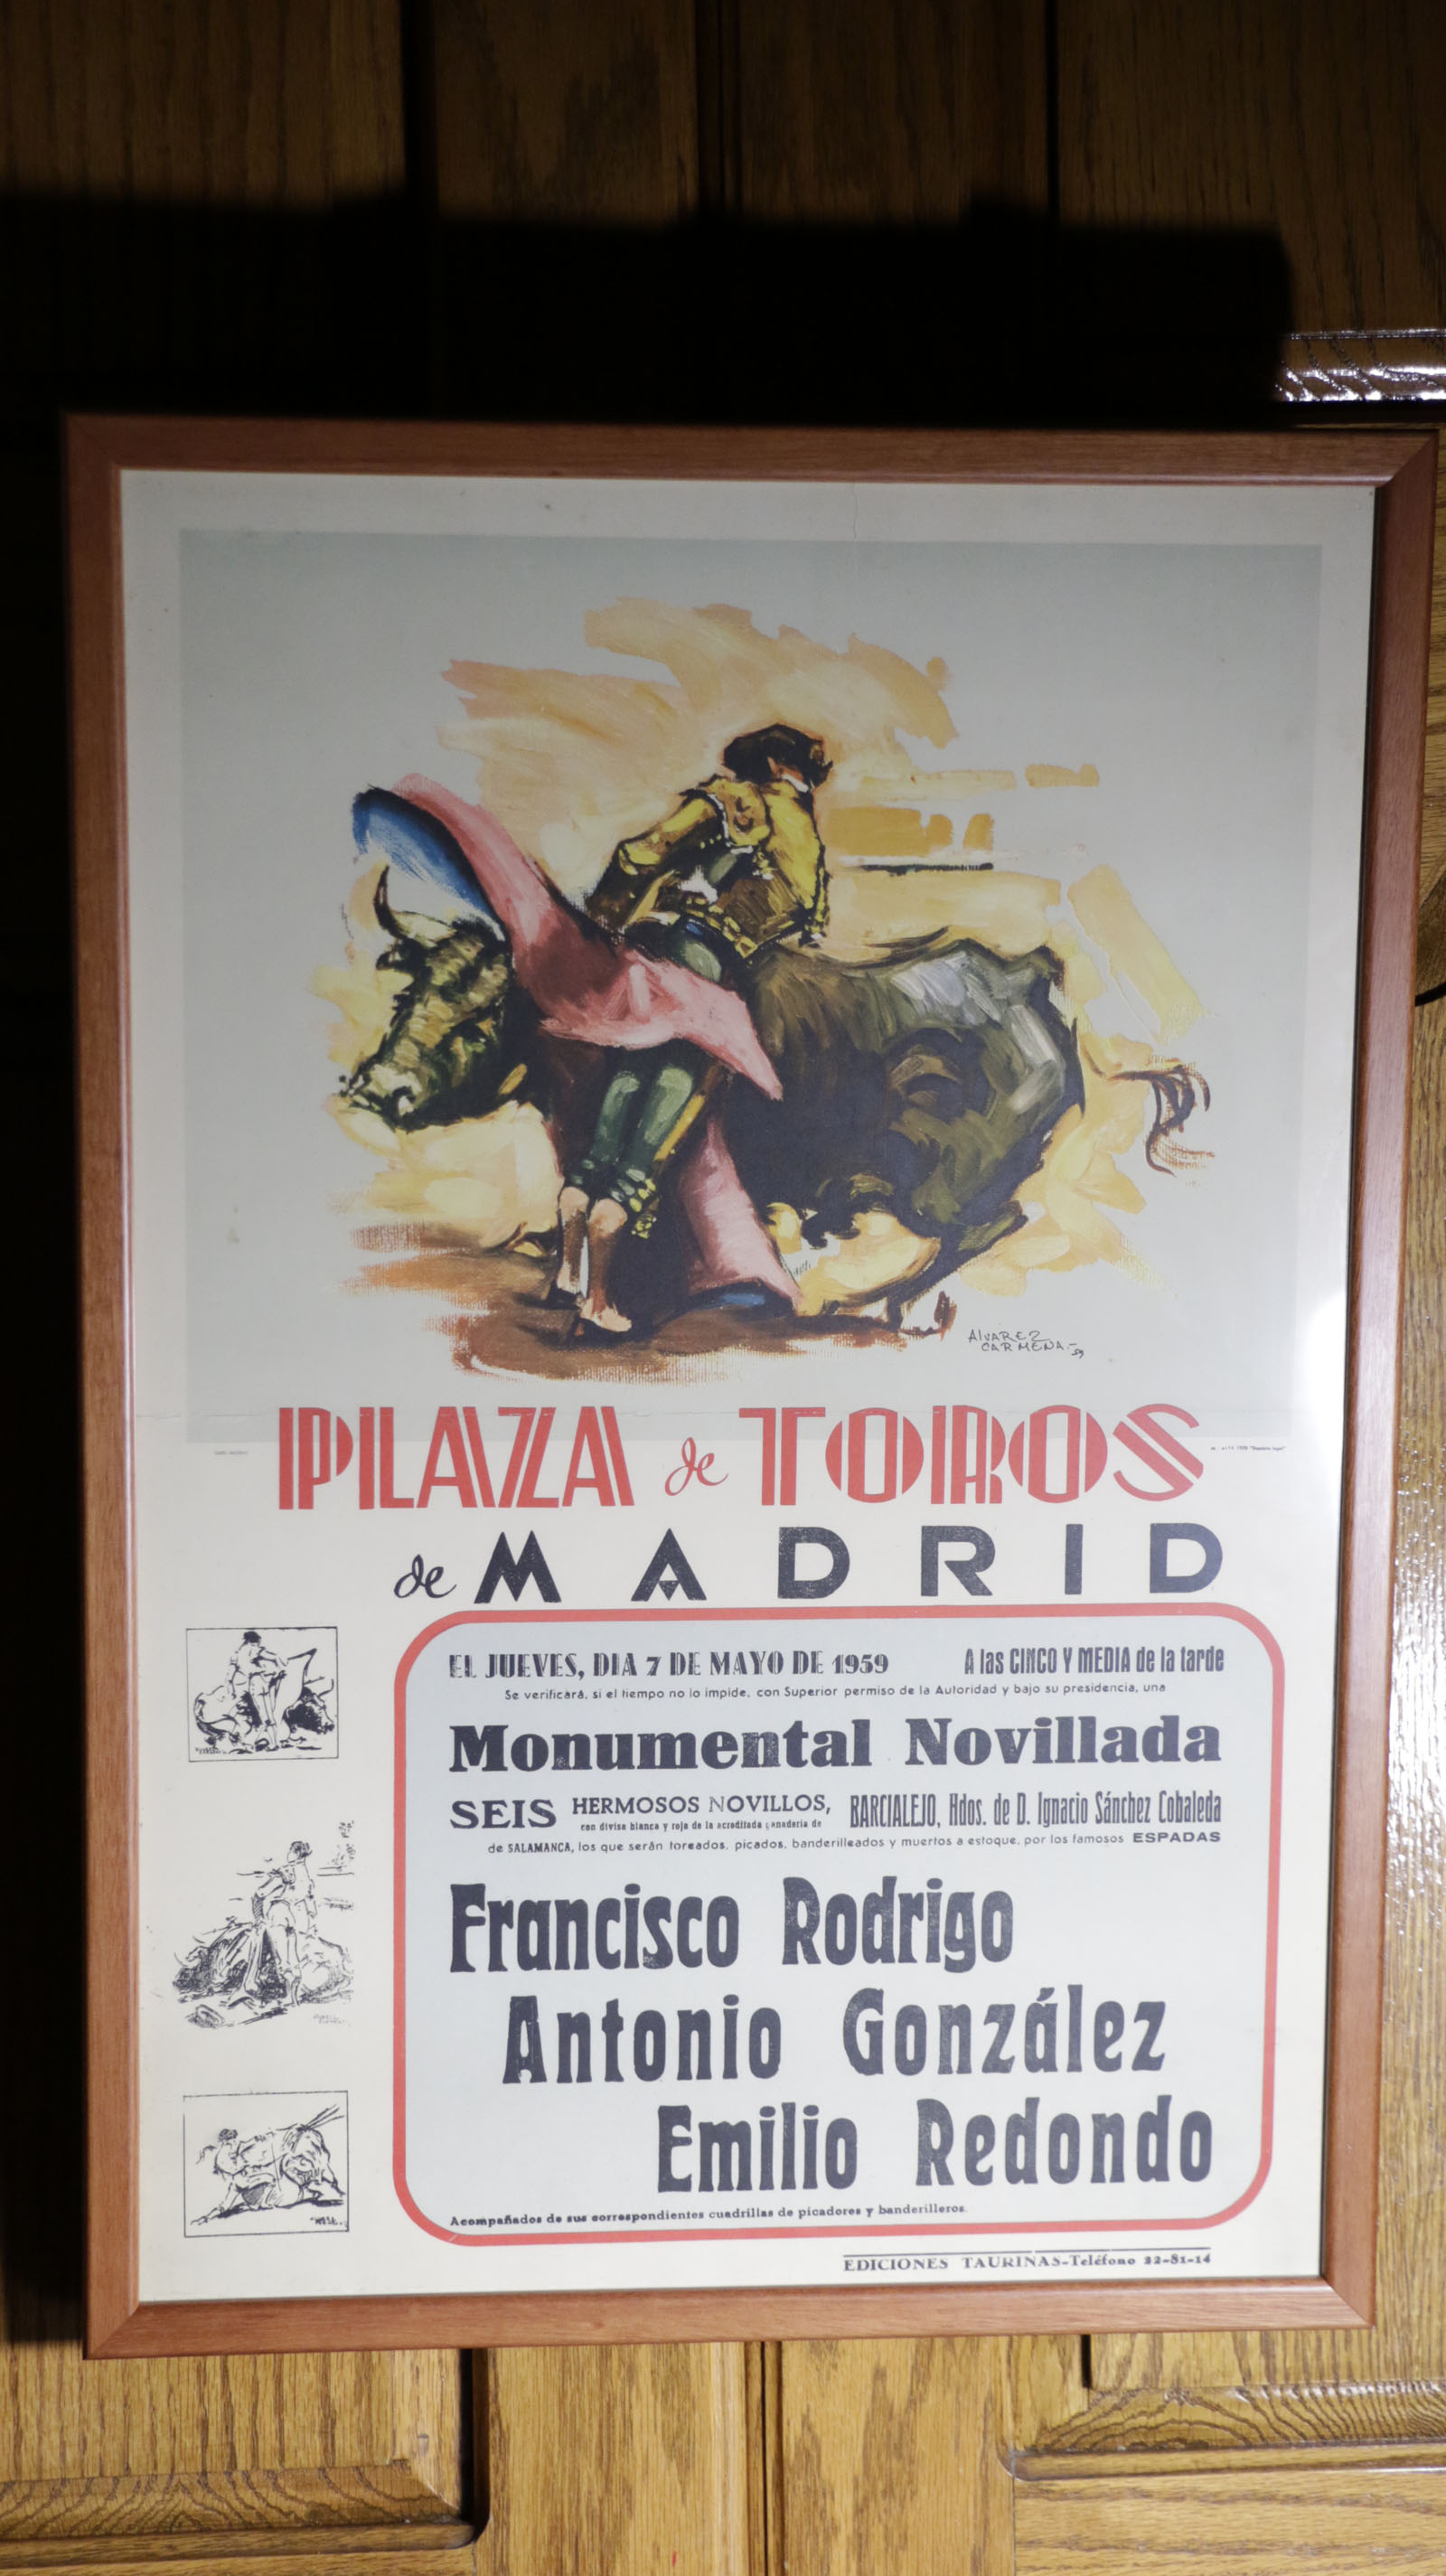 ALVAREZ
CARMENA-59
PLAZA de TOROS
de MADRID
EL JUEVES, DIA 7 DE MAYO DE 1959 A las CINCO Y MEDIA de la tarde
Se verificará, si el tiempo no lo impide, con Superior permiso de la Autoridad y bajo su presidencia, una
Monumental Novillada
SEIS HERMOSOS NOVILLOS, BARCIALEJO, Hdos. de D. Ignacio Sánchez Cobaleda
con divisa blanca y roja de la acreditada ganadería de
de SALAMANCA, los que serán toreados, picados, banderilleados y muertos a estoque, por los famosos ESPADAS
Francisco Rodrigo
Antonio González
Emilio Redondo
Acompañados de sus correspondientes cuadrillas de picadores y banderilleros.
EDICIONES TAURINAS-Teléfono 22-81-14